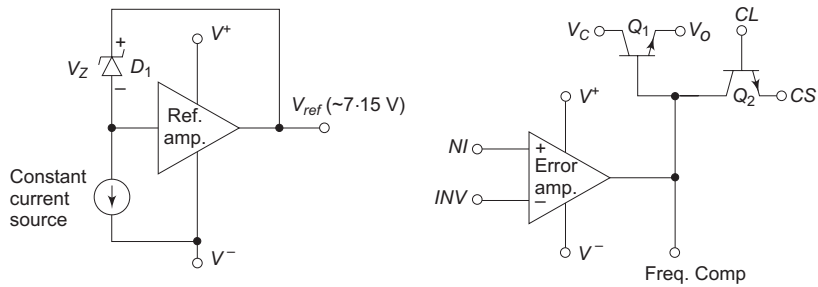 V+
+
VZ
D1
–
Ref.
amp.
Vref (~7·15 V)
Constant
current
source
V–
VC
Q1
VO
CL
Q2
CS
V+
NI
+
Error
amp.
INV
–
V–
Freq. Comp